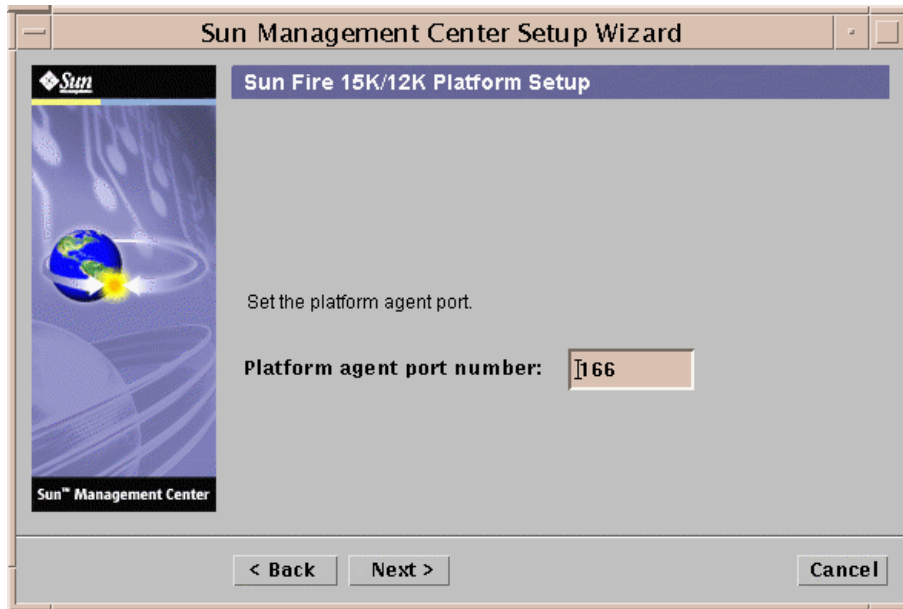 Sun Management Center Setup Wizard
Sun
Sun Fire 15K/12K Platform Setup
Set the platform agent port.
Platform agent port number: 166
Sun™ Management Center
< Back Next > Cancel